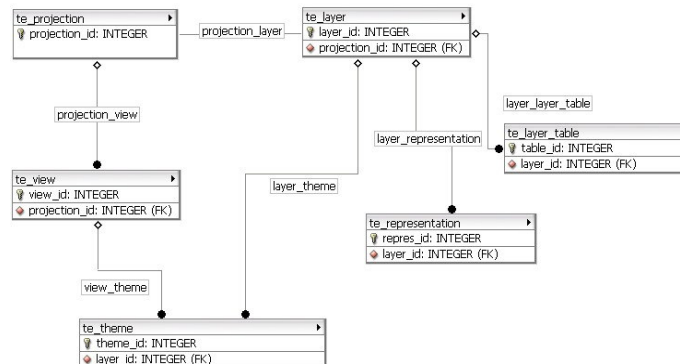 te_projection
projection_id: INTEGER
projection_layer
te_layer
layer_id: INTEGER
projection_id: INTEGER (FK)
projection_view
layer_representation
layer_layer_table
te_layer_table
table_id: INTEGER
layer_id: INTEGER (FK)
te_view
view_id: INTEGER
projection_id: INTEGER (FK)
layer_theme
te_representation
repres_id: INTEGER
layer_id: INTEGER (FK)
view_theme
te_theme
theme_id: INTEGER
layer_id: INTEGER (FK)